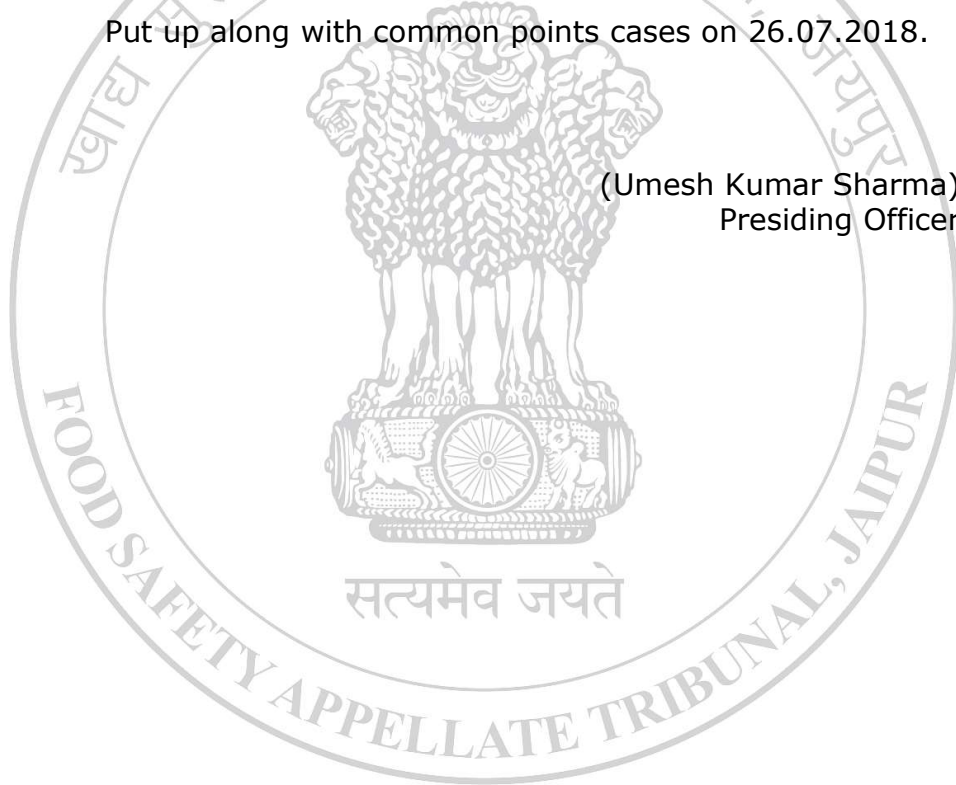 Put up along with common points cases on 26.07.2018.
(Umesh Kumar Sharma)
Presiding Officer
खाद्य
जयपुर
सत्यमेव जयते
FOOD SAFETY APPELLATE TRIBUNAL, JAIPUR